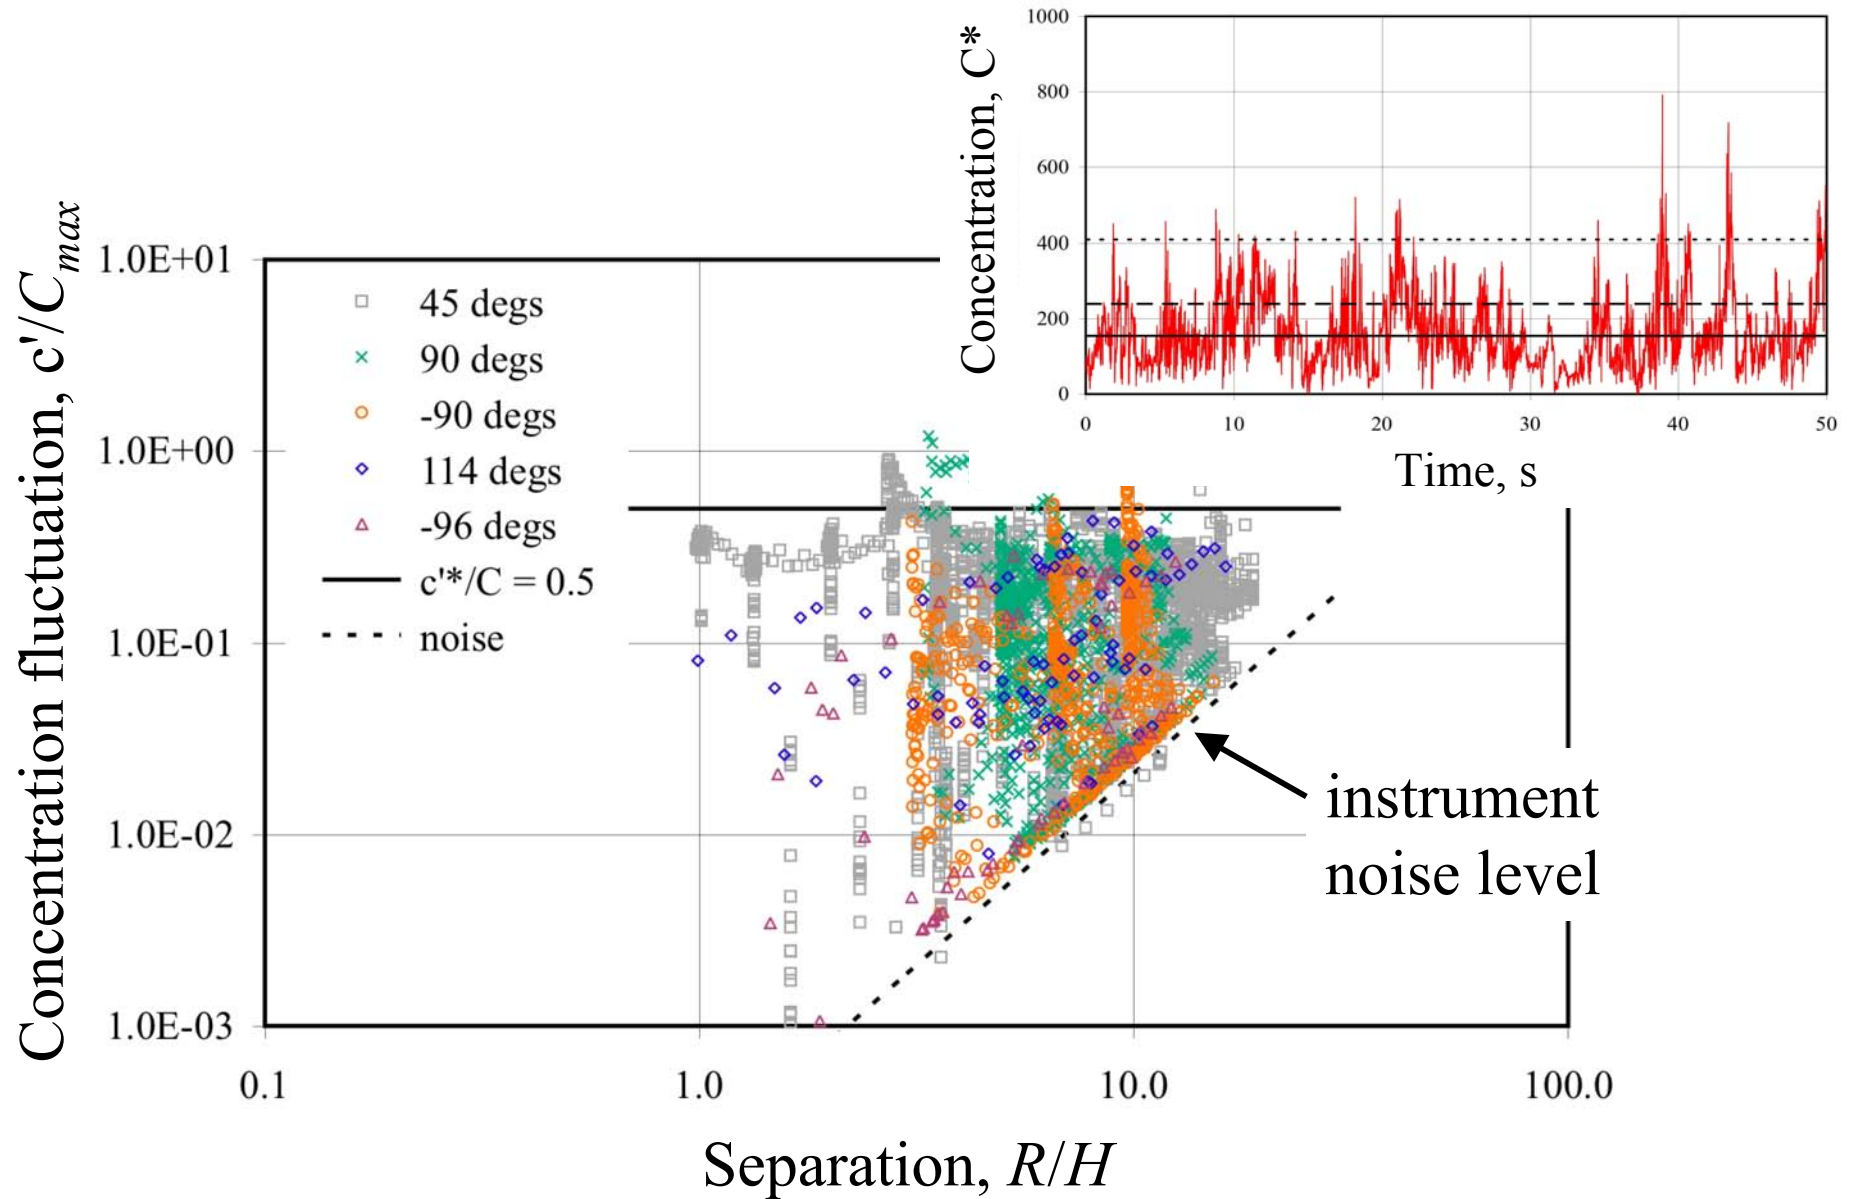 Concentration, C*
1000
800
600
400
200
0
0
10
20
30
40
50
Time, s
Concentration fluctuation, c'/Cmax
1.0E+01
1.0E+00
1.0E-01
1.0E-02
1.0E-03
45 degs
90 degs
-90 degs
114 degs
-96 degs
c'*/C = 0.5
noise
instrument
noise level
0.1
1.0
10.0
100.0
Separation, R/H